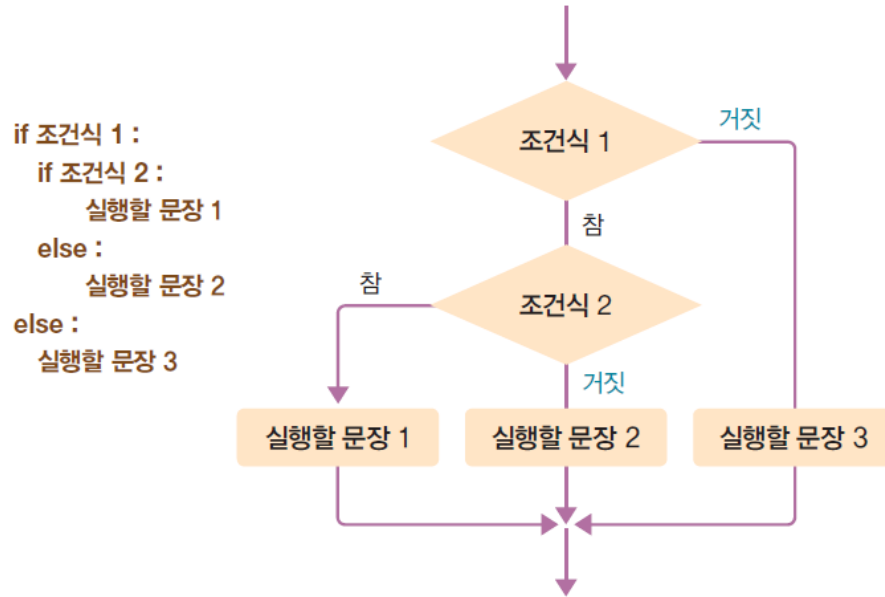 if 조건식 1 :
if 조건식 2 :
실행할 문장 1
else :
실행할 문장 2
else :
실행할 문장 3
조건식 1
거짓
참
조건식 2
참
거짓
실행할 문장 1
실행할 문장 2
실행할 문장 3